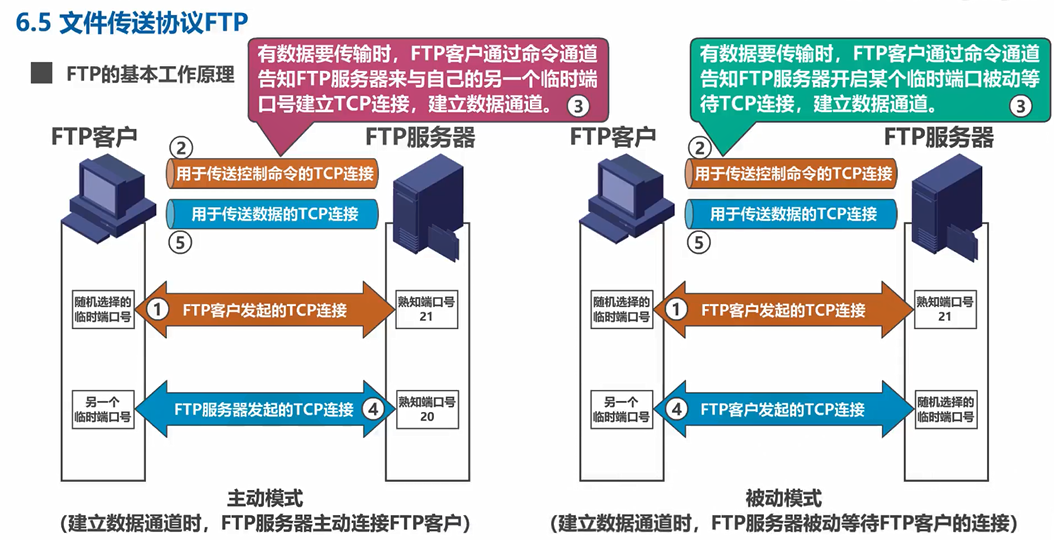 6.5 文件传送协议FTP
FTP的基本工作原理
有数据要传输时，FTP客户通过命令通道
告知FTP服务器来与自己的另一个临时端
口号建立TCP连接，建立数据通道。 ③
FTP客户
FTP服务器
②
用于传送控制命令的TCP连接
用于传送数据的TCP连接
⑤
随机选择的
临时端口号
①
FTP客户发起的TCP连接
熟知端口号
21
另一个
临时端口号
FTP服务器发起的TCP连接
④
熟知端口号
20
主动模式
(建立数据通道时，FTP服务器主动连接FTP客户)
有数据要传输时，FTP客户通过命令通道
告知FTP服务器开启某个临时端口被动等
待TCP连接，建立数据通道。 ③
FTP客户
FTP服务器
②
用于传送控制命令的TCP连接
用于传送数据的TCP连接
⑤
随机选择的
临时端口号
①
FTP客户发起的TCP连接
熟知端口号
21
另一个
临时端口号
④
FTP客户发起的TCP连接
随机选择的
临时端口号
被动模式
(建立数据通道时，FTP服务器被动等待FTP客户的连接)